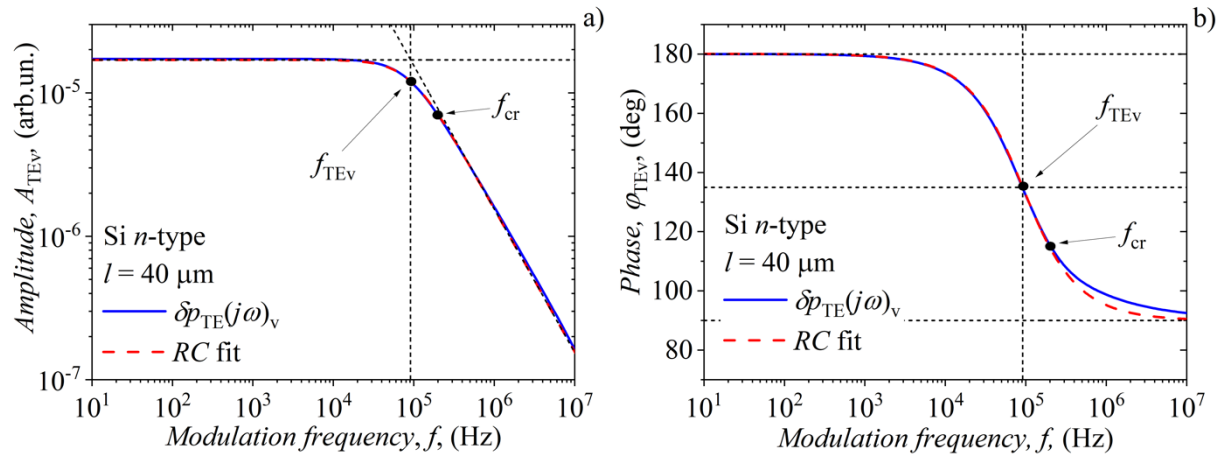 a)
Amplitude, A_TEv, (arb.un.)
10^-5
10^-6
10^-7
f_TEv
f_cr
Si n-type
l = 40 μm
δp_TE(jω)_v
RC fit
10^1 10^2 10^3 10^4 10^5 10^6 10^7
Modulation frequency, f, (Hz)
b)
Phase, φ_TEv, (deg)
180
160
140
120
100
80
f_TEv
f_cr
Si n-type
l = 40 μm
δp_TE(jω)_v
RC fit
10^1 10^2 10^3 10^4 10^5 10^6 10^7
Modulation frequency, f, (Hz)